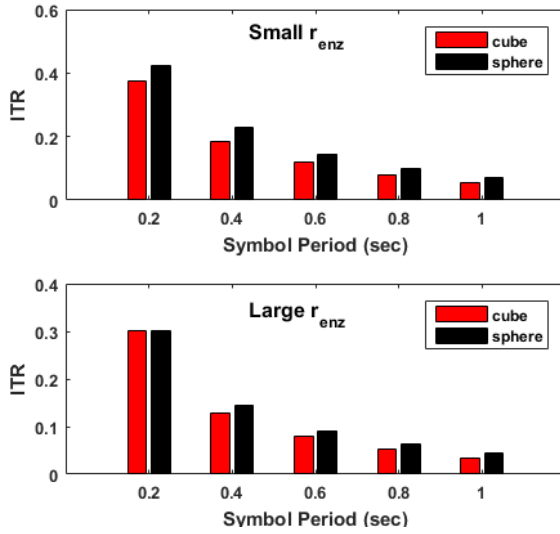 0.6
Small r_enz
cube
sphere
0.4
ITR
0.2
0
0.2 0.4 0.6 0.8 1
Symbol Period (sec)
0.4
Large r_enz
cube
sphere
0.3
ITR
0.2
0.1
0
0.2 0.4 0.6 0.8 1
Symbol Period (sec)